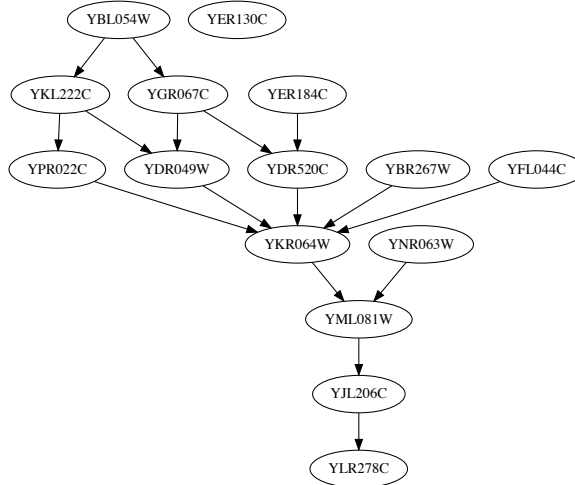 YBL054W YER130C
YKL222C YGR067C YER184C
YPR022C YDR049W YDR520C YBR267W YFL044C
YKR064W YNR063W
YML081W
YJL206C
YLR278C